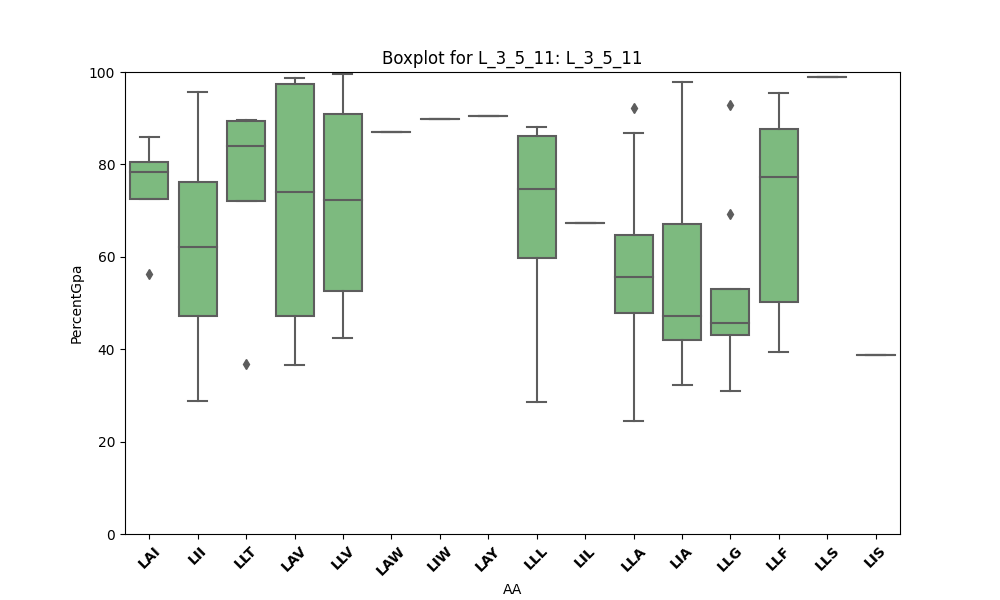 Boxplot for L_3_5_11: L_3_5_11
100
80
60
40
20
0
PercentGpa
LAI LII LLT LAV LLV LAW LIW LAY LLL LIL LLA LIA LLG LLF LLS LIS
AA